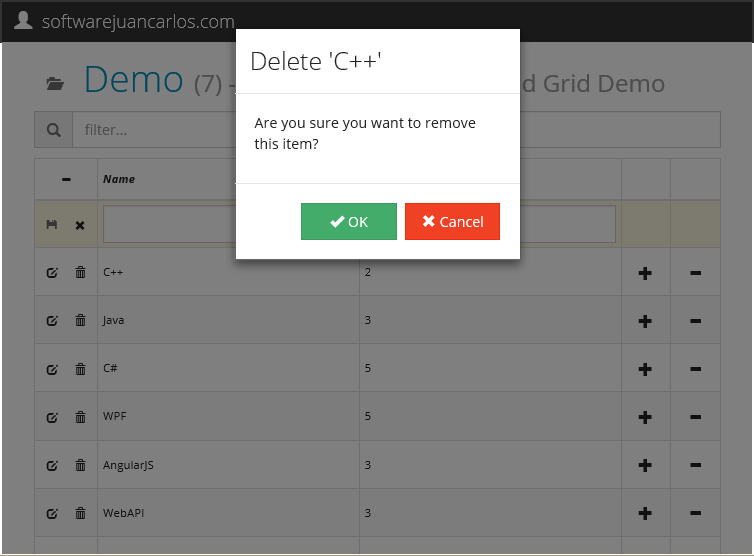 softwarejuancarlos.com
Delete 'C++'
Demo (7) - d Grid Demo
Are you sure you want to remove
this item?
filter...
Name
OK Cancel
C++ 2
Java 3
C# 5
WPF 5
AngularJS 3
WebAPI 3